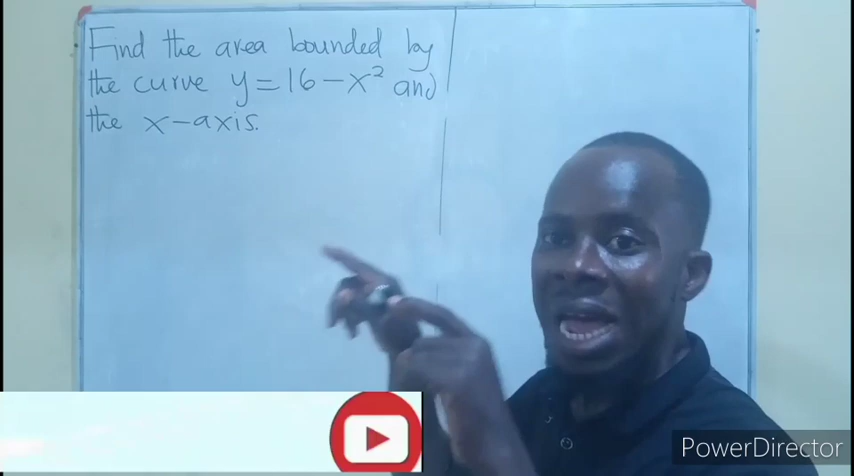 Find the area bounded by
the curve y = 16 - x² and
the x-axis.
PowerDirector